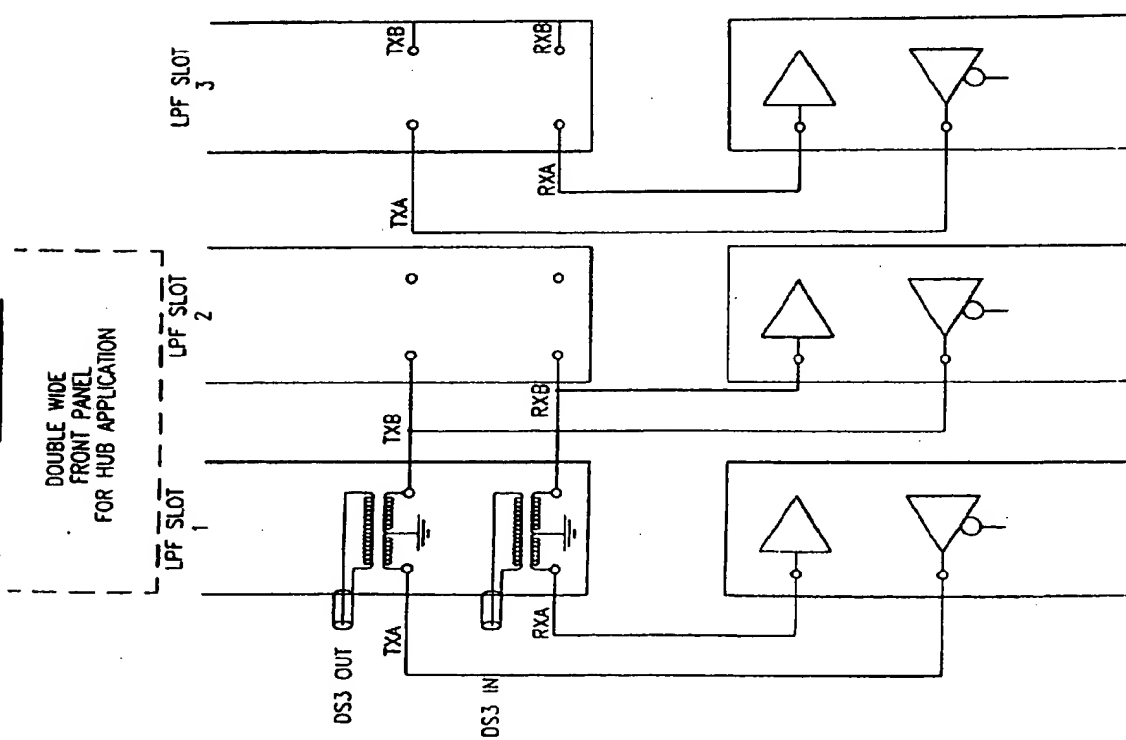 LPF SLOT
3
TXB
RXB
TXA
RXA
DOUBLE WIDE
FRONT PANEL
FOR HUB APPLICATION
LPF SLOT
2
TXB
RXB
LPF SLOT
1
DS3 OUT
TXA
DS3 IN
RXA